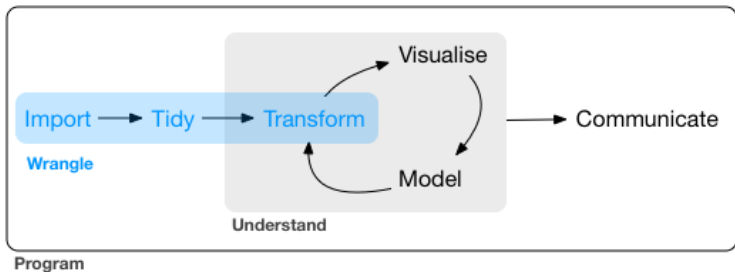 Visualise
Import Tidy Transform Communicate
Wrangle
Model
Understand
Program